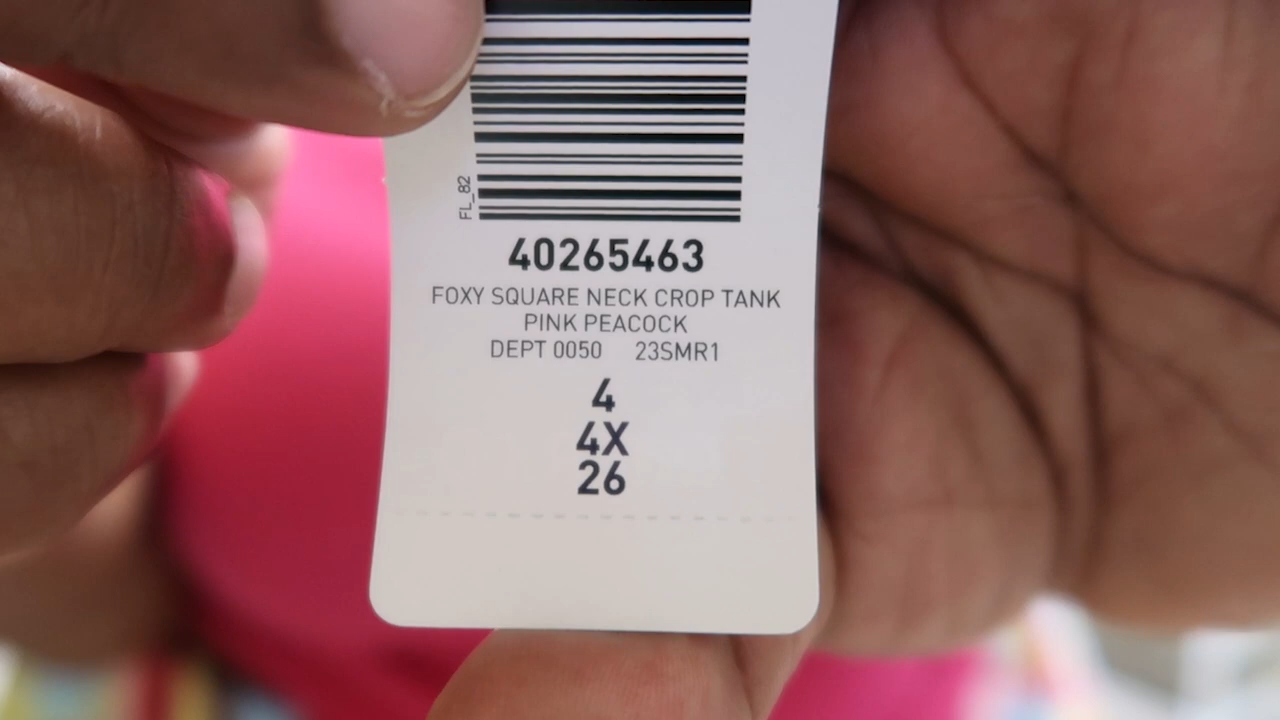 FL_82
40265463
FOXY SQUARE NECK CROP TANK
PINK PEACOCK
DEPT 0050 23SMR1
4
4X
26